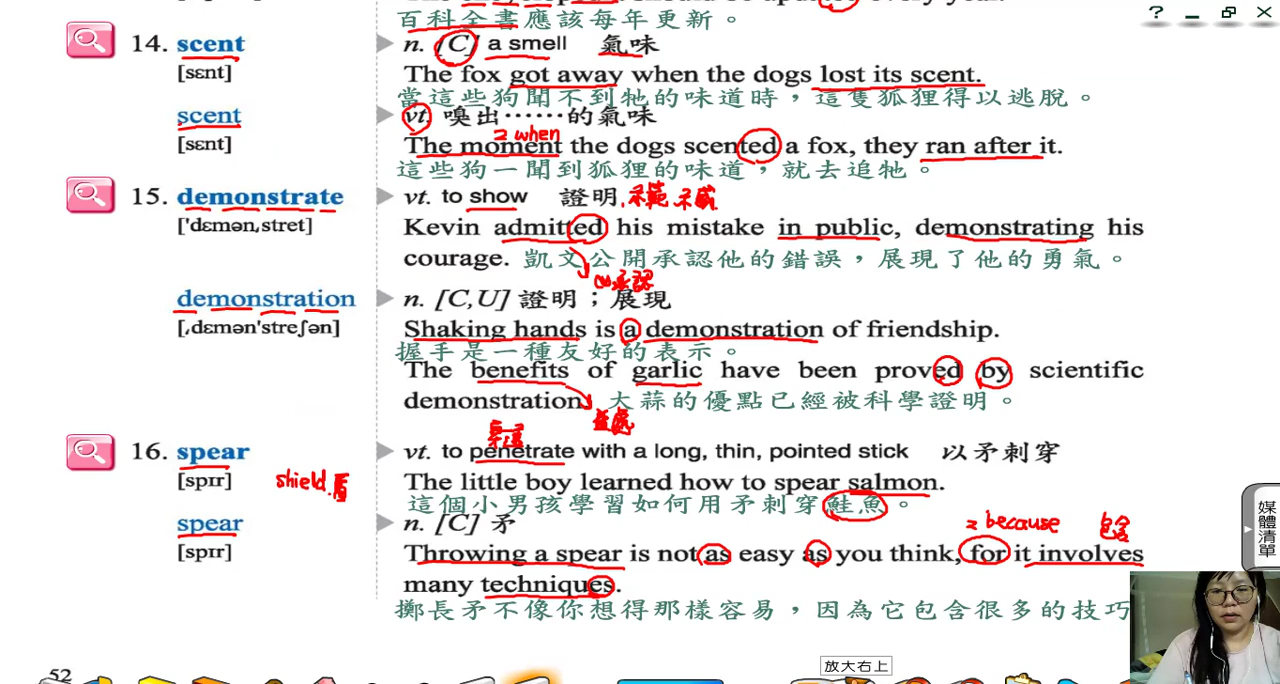 百科全書應該每年更新。
14. scent
n. [C] a smell 氣味
[sɛnt]
The fox got away when the dogs lost its scent.
當這些狗聞不到牠的味道時，這隻狐狸得以逃脫。
scent
vt. 嗅出……的氣味
when
[sɛnt]
The moment the dogs scented a fox, they ran after it.
這些狗一聞到狐狸的味道，就去追牠。
15. demonstrate
vt. to show 證明, 示範 示威
['dɛmən,stret]
Kevin admitted his mistake in public, demonstrating his
courage. 凱文公開承認他的錯誤，展現了他的勇氣。
承認
demonstration
n. [C,U] 證明；展現
[,dɛmən'streʃən]
Shaking hands is a demonstration of friendship.
握手是一種友好的表示。
The benefits of garlic have been proved by scientific
demonstration. 大蒜的優點已經被科學證明。
益處
穿透
16. spear
vt. to penetrate with a long, thin, pointed stick 以矛刺穿
[spɪr]
shield 盾
The little boy learned how to spear salmon.
這個小男孩學習如何用矛刺穿鮭魚。
spear
n. [C] 矛
because 包含
[spɪr]
Throwing a spear is not as easy as you think, for it involves
many techniques.
擲長矛不像你想得那樣容易，因為它包含很多的技巧
媒體清單
放大右上
52